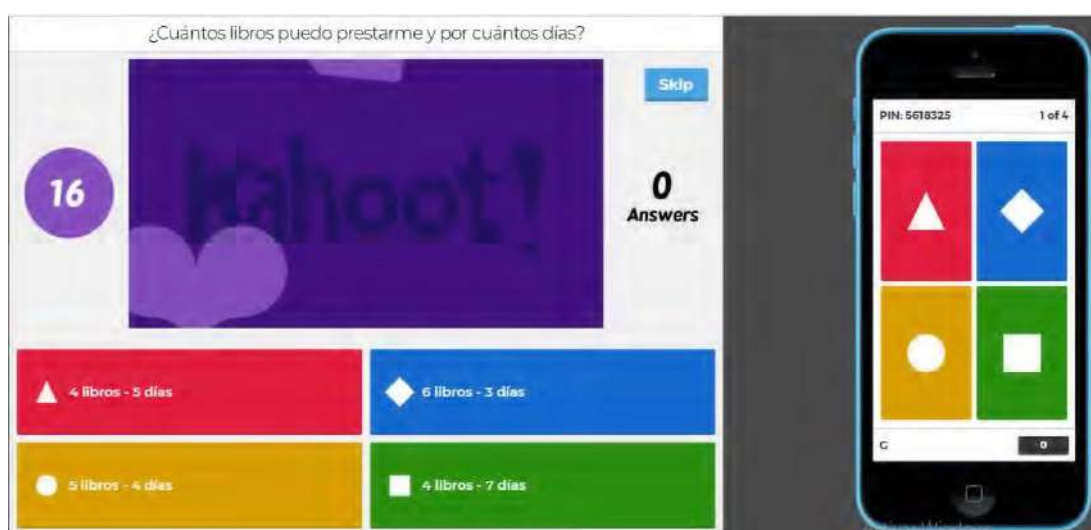 ¿Cuántos libros puedo prestarme y por cuántos días?
Skip
16
Kahoot!
0
Answers
4 libros - 5 días
6 libros - 3 días
5 libros - 4 días
4 libros - 7 días
PIN: 5618325
1 of 4
G
0